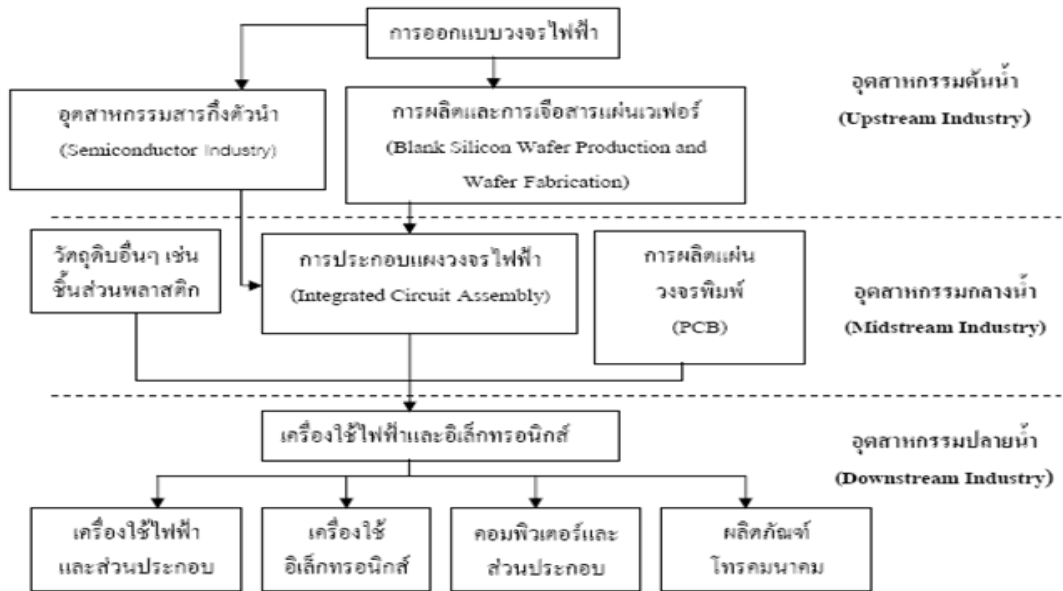 การออกแบบวงจรไฟฟ้า
อุตสาหกรรมต้นน้ำ
(Upstream Industry)
อุตสาหกรรมสารกึ่งตัวนำ
(Semiconductor Industry)
การผลิตและการเจือสารแผ่นเวเฟอร์
(Blank Silicon Wafer Production and
Wafer Fabrication)
วัตถุดิบอื่นๆ เช่น
ชิ้นส่วนพลาสติก
การประกอบแผงวงจรไฟฟ้า
(Integrated Circuit Assembly)
การผลิตแผ่น
วงจรพิมพ์
(PCB)
อุตสาหกรรมกลางน้ำ
(Midstream Industry)
เครื่องใช้ไฟฟ้าและอิเล็กทรอนิกส์
อุตสาหกรรมปลายน้ำ
(Downstream Industry)
เครื่องใช้ไฟฟ้า
และส่วนประกอบ
เครื่องใช้
อิเล็กทรอนิกส์
คอมพิวเตอร์และ
ส่วนประกอบ
ผลิตภัณฑ์
โทรคมนาคม